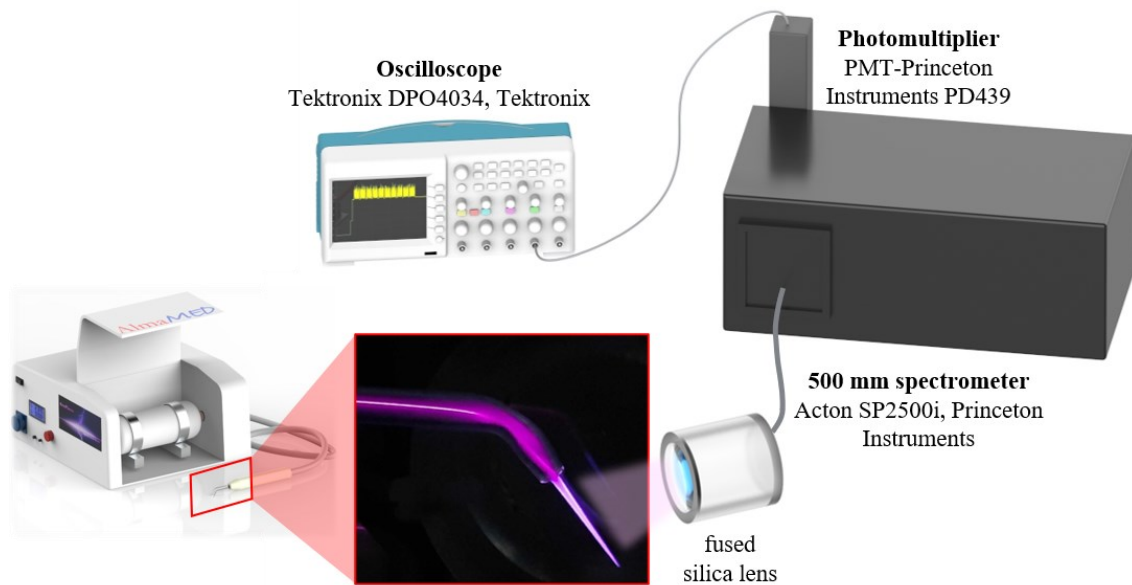 Oscilloscope
Tektronix DPO4034, Tektronix
Photomultiplier
PMT-Princeton
Instruments PD439
AlmaMED
500 mm spectrometer
Acton SP2500i, Princeton
Instruments
fused
silica lens